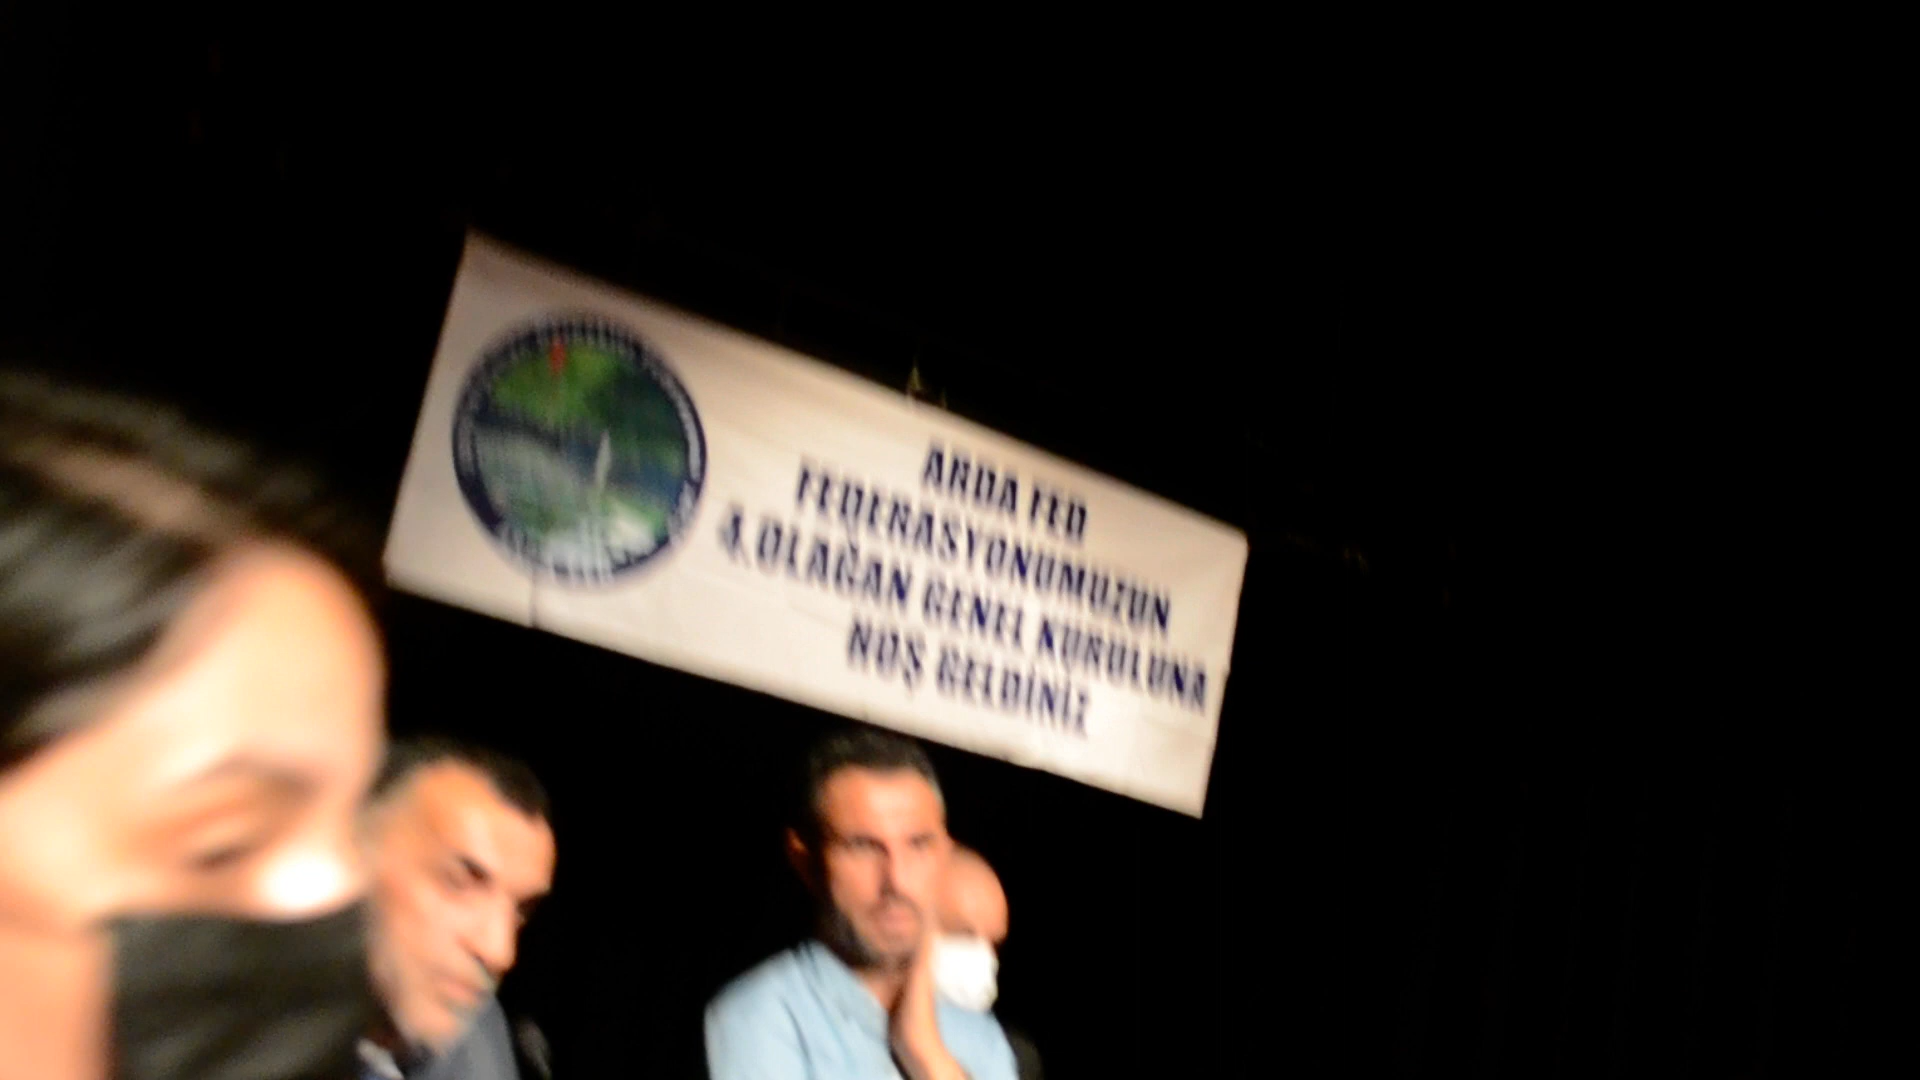 ARDA FED
FEDERASYONUMUZUN
4.OLAĞAN GENEL KURULUNA
HOŞ GELDİNİZ